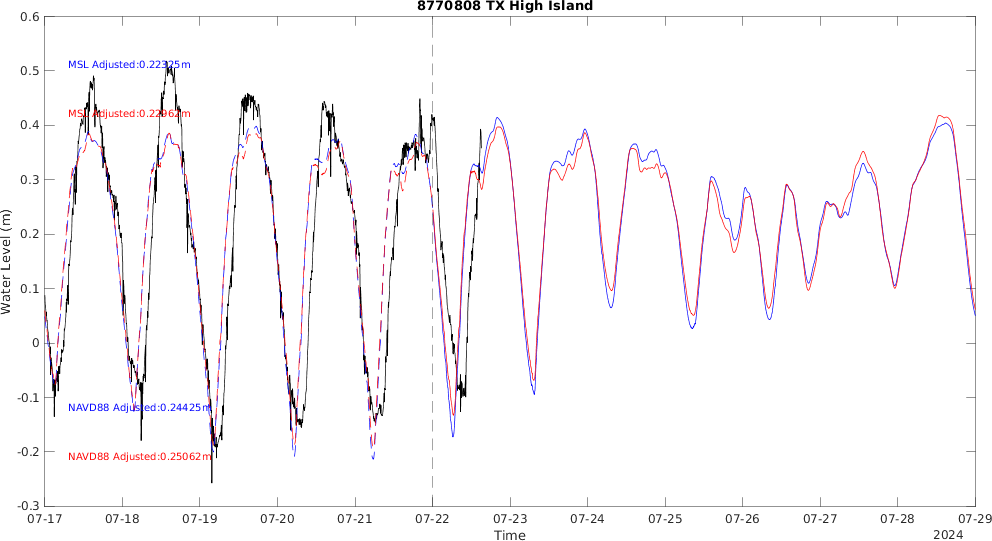 8770808 TX High Island
0.6
0.5
0.4
0.3
0.2
0.1
0
-0.1
-0.2
-0.3
Water Level (m)
MSL Adjusted:0.22325m
MSL Adjusted:0.22962m
NAVD88 Adjusted:0.24425m
NAVD88 Adjusted:0.25062m
07-17 07-18 07-19 07-20 07-21 07-22 07-23 07-24 07-25 07-26 07-27 07-28 07-29
Time
2024